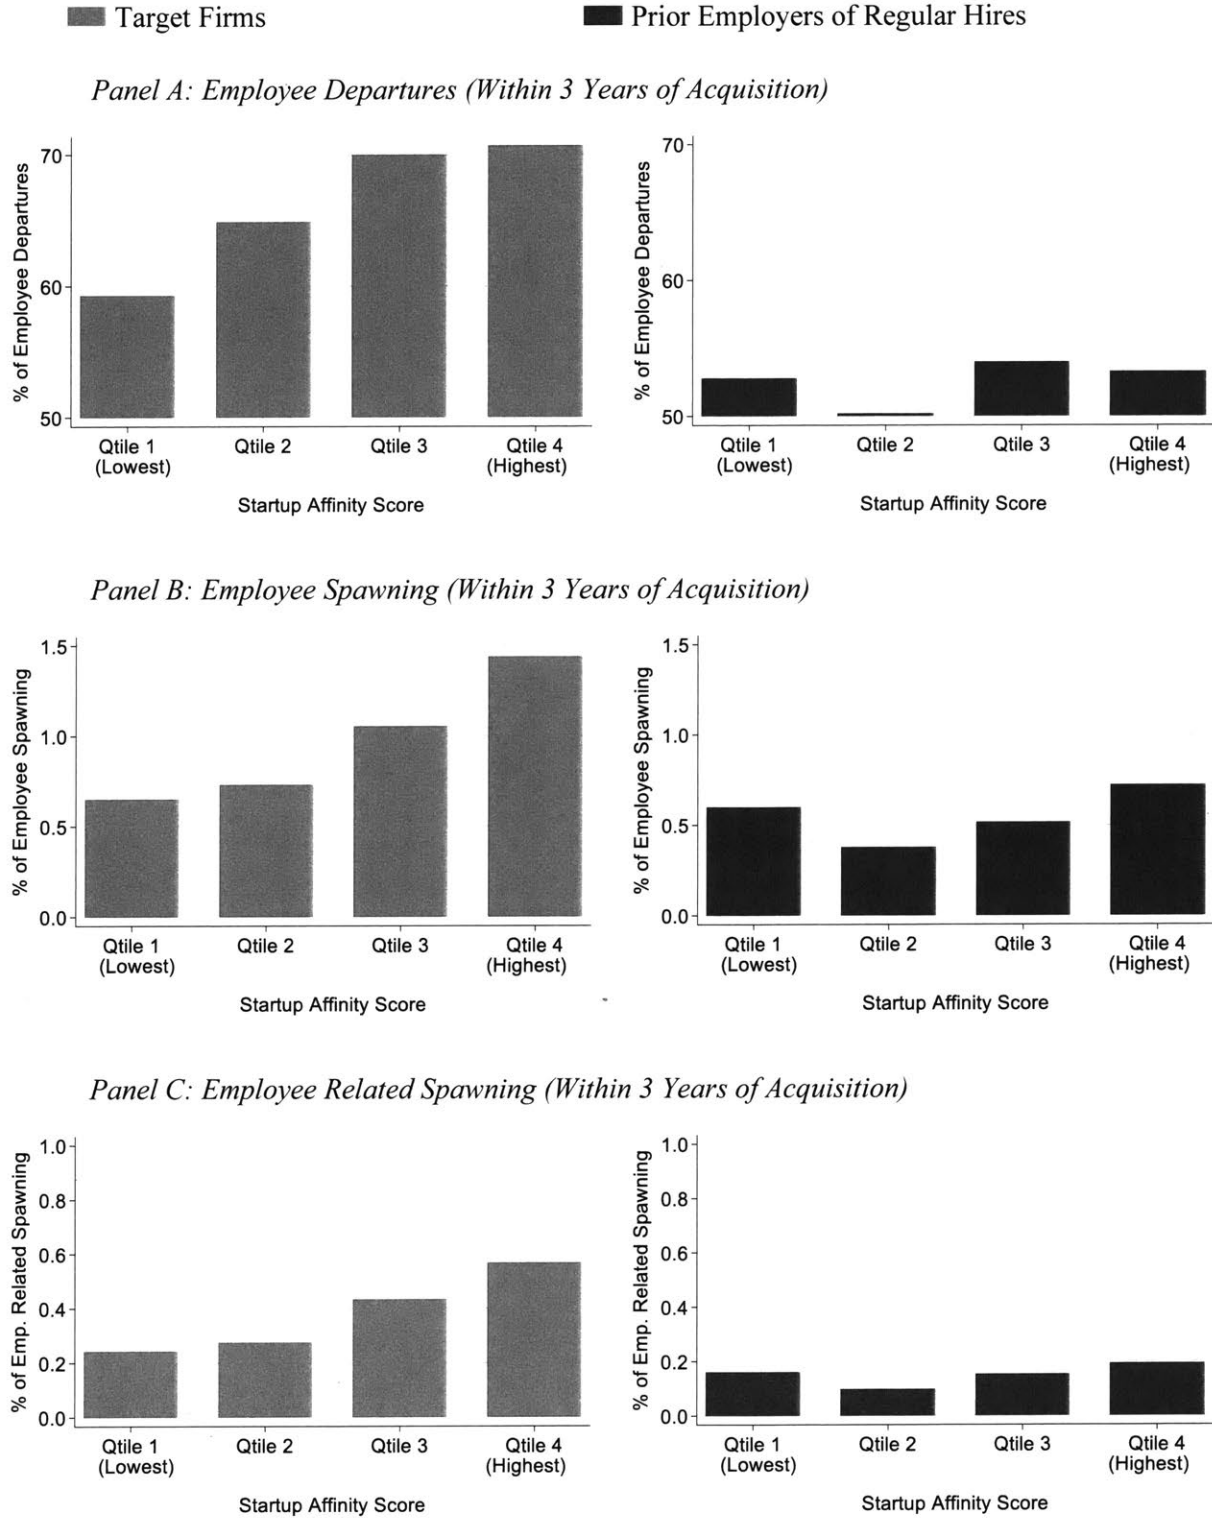 Target Firms
Prior Employers of Regular Hires
Panel A: Employee Departures (Within 3 Years of Acquisition)
% of Employee Departures
70
60
50
Qtile 1
(Lowest)
Qtile 2
Qtile 3
Qtile 4
(Highest)
Startup Affinity Score
% of Employee Departures
70
60
50
Qtile 1
(Lowest)
Qtile 2
Qtile 3
Qtile 4
(Highest)
Startup Affinity Score
Panel B: Employee Spawning (Within 3 Years of Acquisition)
% of Employee Spawning
1.5
1.0
0.5
0.0
Qtile 1
(Lowest)
Qtile 2
Qtile 3
Qtile 4
(Highest)
Startup Affinity Score
% of Employee Spawning
1.5
1.0
0.5
0.0
Qtile 1
(Lowest)
Qtile 2
Qtile 3
Qtile 4
(Highest)
Startup Affinity Score
Panel C: Employee Related Spawning (Within 3 Years of Acquisition)
% of Emp. Related Spawning
1.0
0.8
0.6
0.4
0.2
0.0
Qtile 1
(Lowest)
Qtile 2
Qtile 3
Qtile 4
(Highest)
Startup Affinity Score
% of Emp. Related Spawning
1.0
0.8
0.6
0.4
0.2
0.0
Qtile 1
(Lowest)
Qtile 2
Qtile 3
Qtile 4
(Highest)
Startup Affinity Score